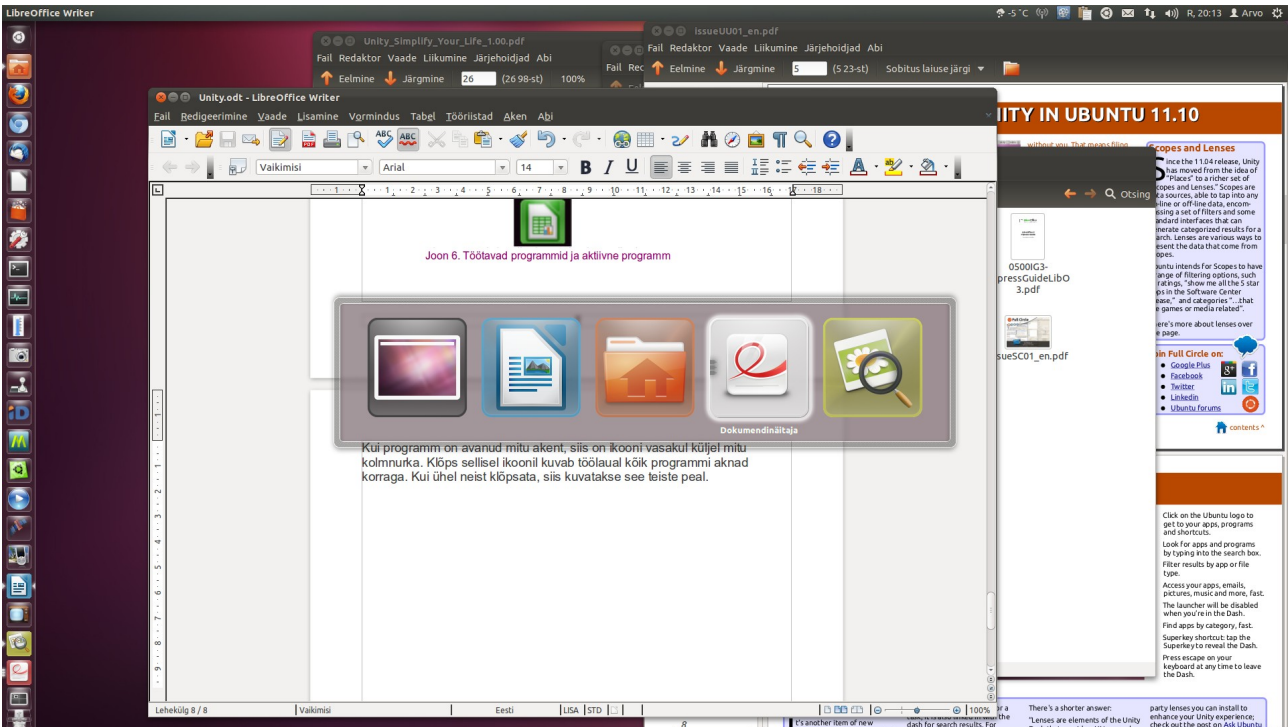 LibreOffice Writer
-5 °C
R, 20:13
Arvo
Unity_Simplify_Your_Life_1.00.pdf
Fail Redaktor Vaade Liikumine Järjehoidjad Abi
Eelmine Järgmine 26 (26 98-st) 100%
Fail Rec
IssueUU01_en.pdf
Fail Redaktor Vaade Liikumine Järjehoidjad Abi
Eelmine Järgmine 5 (5 23-st) Sobitus laiuse järgi
Unity.odt - LibreOffice Writer
Fail Redigeerimine Vaade Lisamine Vormindus Tabel Tööriistad Aken Abi
Vaikimisi Arial 14
Joon 6. Töötavad programmid ja aktiivne programm
Dokumendinäitaja
Kui programm on avanud mitu akent, siis on ikooni vasakul küljel mitu
kolmnurka. Klõps sellisel ikoonil kuvab töölaual kõik programmi aknad
korraga. Kui ühel neist klõpsata, siis kuvatakse see teiste peal.
Lehekülg 8 / 8 Vaikimisi Eesti LISA STD 100%
Otsing
0500IG3-
pressGuideLibO
3.pdf
sueSC01_en.pdf
ITY IN UBUNTU 11.10
without you. That means filing
Scopes and Lenses
Since the 11.04 release, Unity
has moved from the idea of
"Places" to a richer set of
copes and Lenses." Scopes are
ta sources, able to tap into any
-line or off-line data, encom-
ssing a set of filters and some
andard interfaces that can
enerate categorized results for a
arch. Lenses are various ways to
esent the data that come from
opes.
untu intends for Scopes to have
ange of filtering options, such
ratings, "show me all the 5 star
ps in the Software Center
ease," and categories "...that
e games or media related".
ere's more about lenses over
e page.
oin Full Circle on:
Google Plus
Facebook
Twitter
Linkedin
Ubuntu forums
contents ^
Click on the Ubuntu logo to
get to your apps, programs
and shortcuts.
Look for apps and programs
by typing into the search box.
Filter results by app or file
type.
Access your apps, emails,
pictures, music and more, fast.
The launcher will be disabled
when you're in the Dash.
Find apps by category, fast.
Superkey shortcut: tap the
Superkey to reveal the Dash.
Press escape on your
keyboard at any time to leave
the Dash.
t's another item of new
dash for search results. For
There's a shorter answer:
"Lenses are elements of the Unity
party lenses you can install to
enhance your Unity experience;
check out the post on Ask Ubuntu